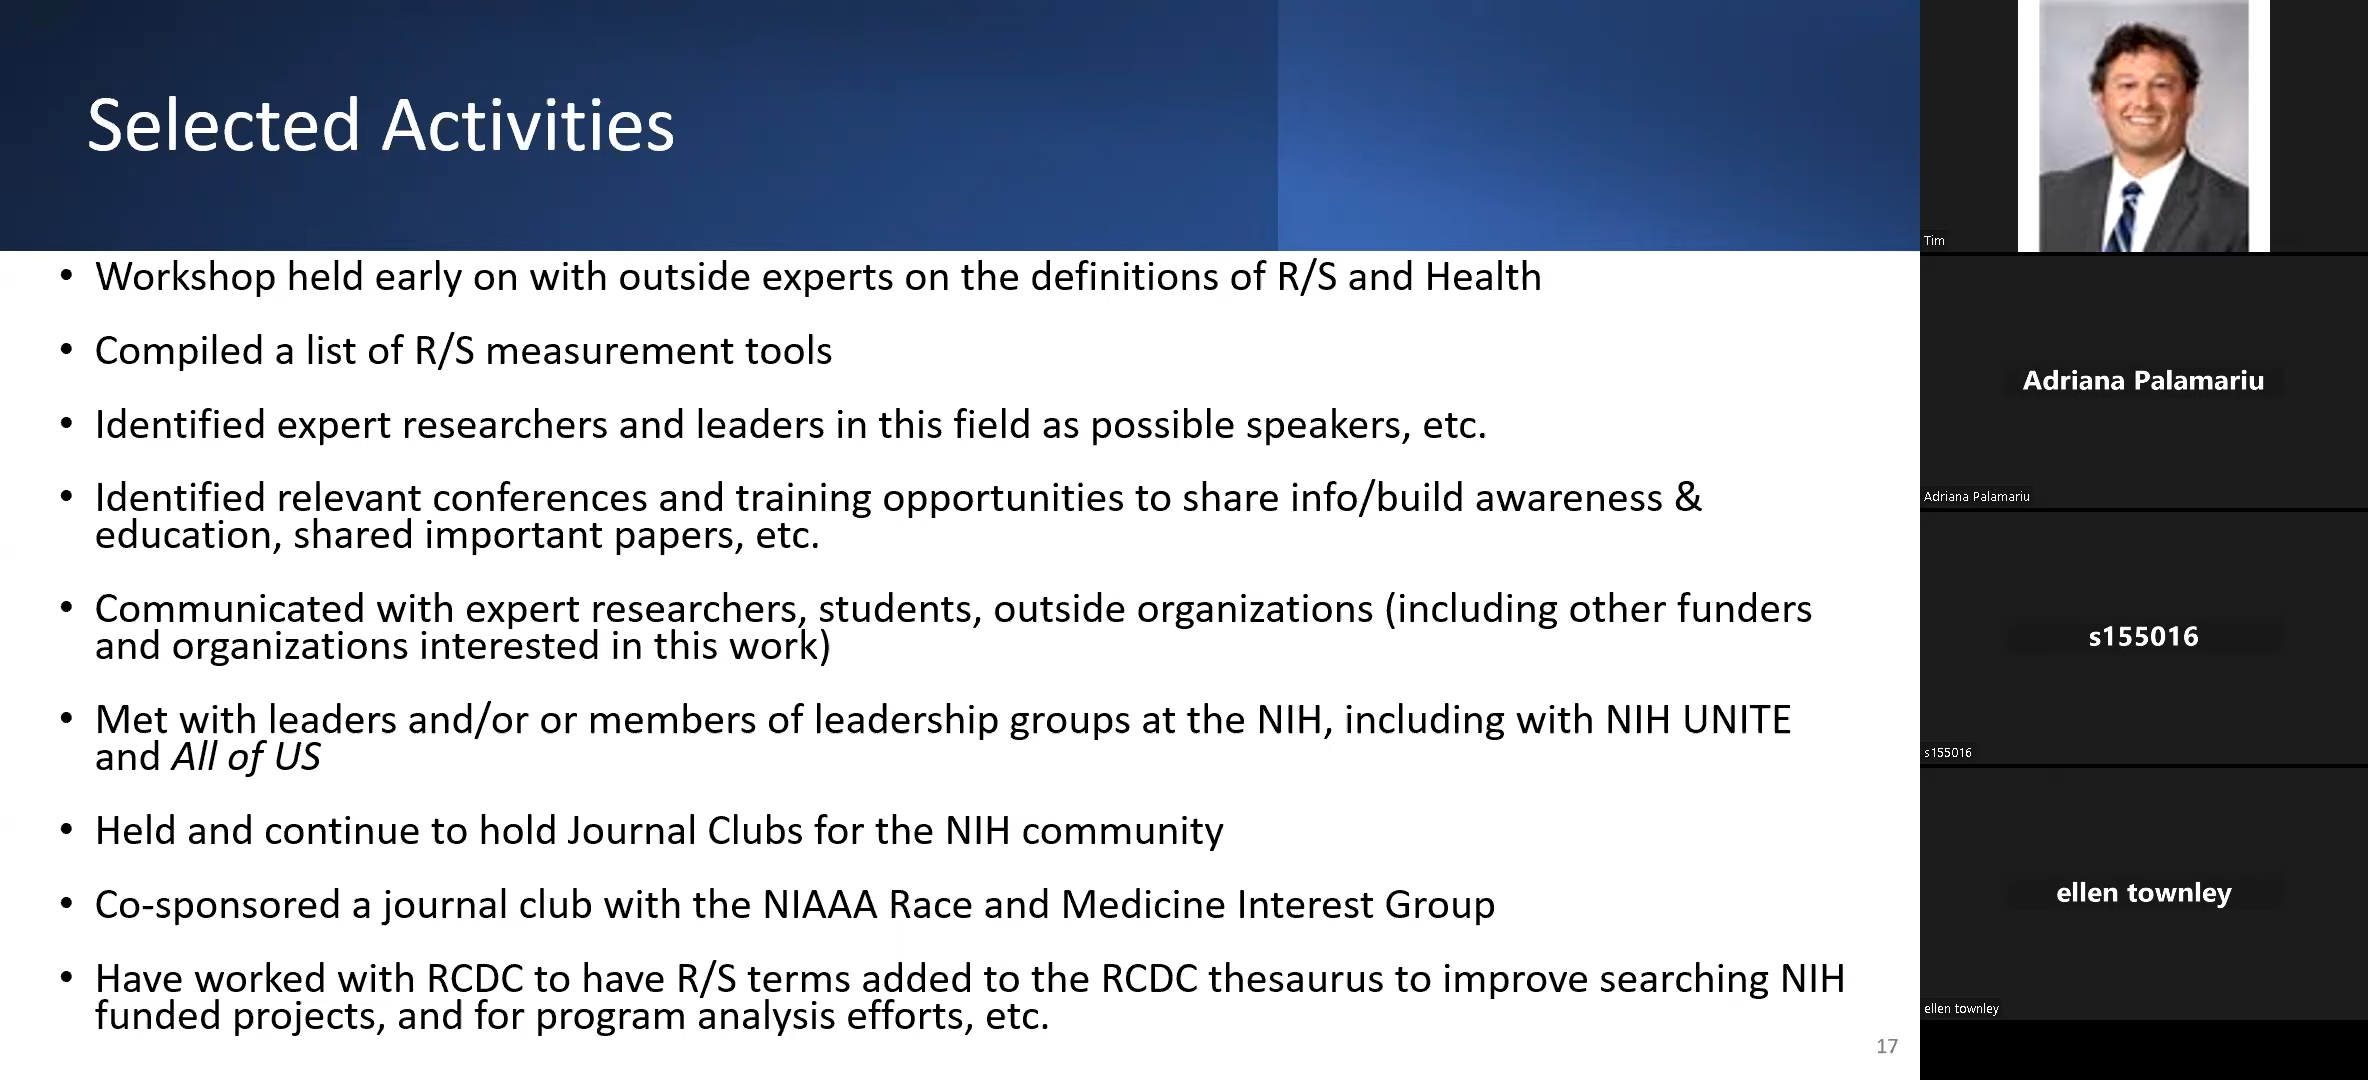 Selected Activities
• Workshop held early on with outside experts on the definitions of R/S and Health
• Compiled a list of R/S measurement tools
• Identified expert researchers and leaders in this field as possible speakers, etc.
• Identified relevant conferences and training opportunities to share info/build awareness &
education, shared important papers, etc.
• Communicated with expert researchers, students, outside organizations (including other funders
and organizations interested in this work)
• Met with leaders and/or or members of leadership groups at the NIH, including with NIH UNITE
and All of US
• Held and continue to hold Journal Clubs for the NIH community
• Co-sponsored a journal club with the NIAAA Race and Medicine Interest Group
• Have worked with RCDC to have R/S terms added to the RCDC thesaurus to improve searching NIH
funded projects, and for program analysis efforts, etc.
17
Tim
Adriana Palamariu
Adriana Palamariu
s155016
s155016
ellen townley
ellen townley